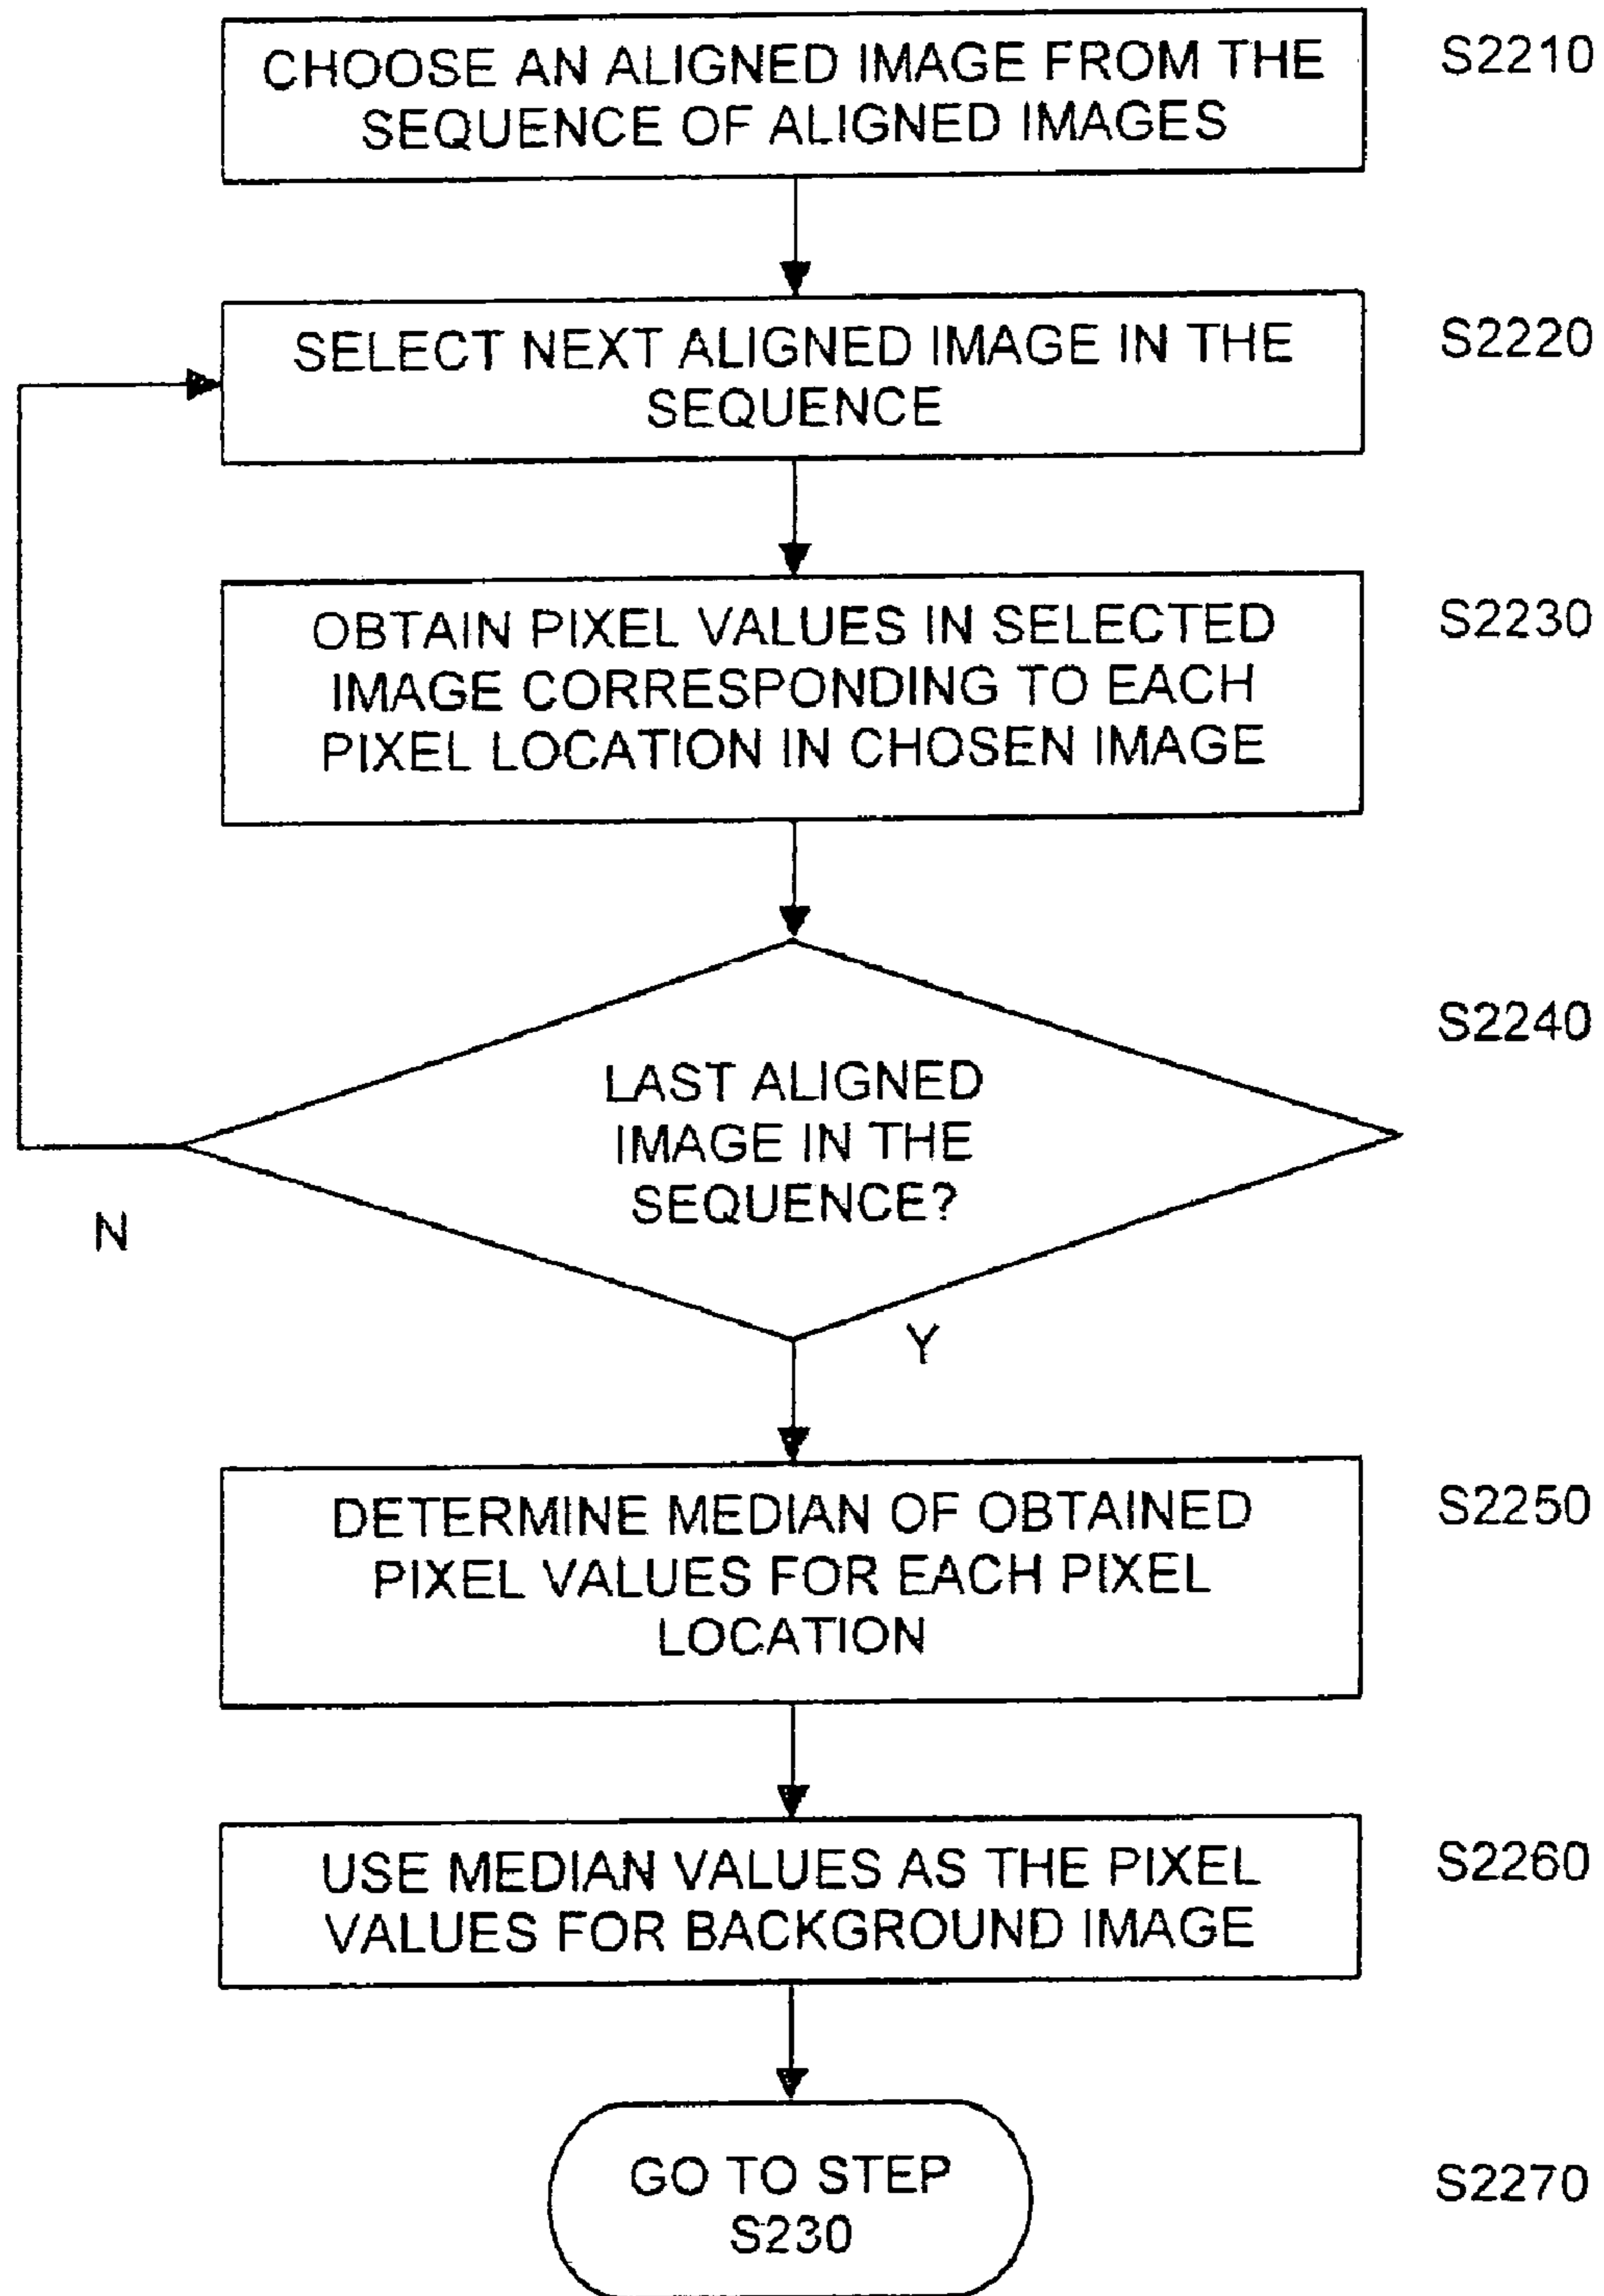 CHOOSE AN ALIGNED IMAGE FROM THE
SEQUENCE OF ALIGNED IMAGES
S2210
SELECT NEXT ALIGNED IMAGE IN THE
SEQUENCE
S2220
OBTAIN PIXEL VALUES IN SELECTED
IMAGE CORRESPONDING TO EACH
PIXEL LOCATION IN CHOSEN IMAGE
S2230
LAST ALIGNED
IMAGE IN THE
SEQUENCE?
S2240
N
Y
DETERMINE MEDIAN OF OBTAINED
PIXEL VALUES FOR EACH PIXEL
LOCATION
S2250
USE MEDIAN VALUES AS THE PIXEL
VALUES FOR BACKGROUND IMAGE
S2260
GO TO STEP
S230
S2270